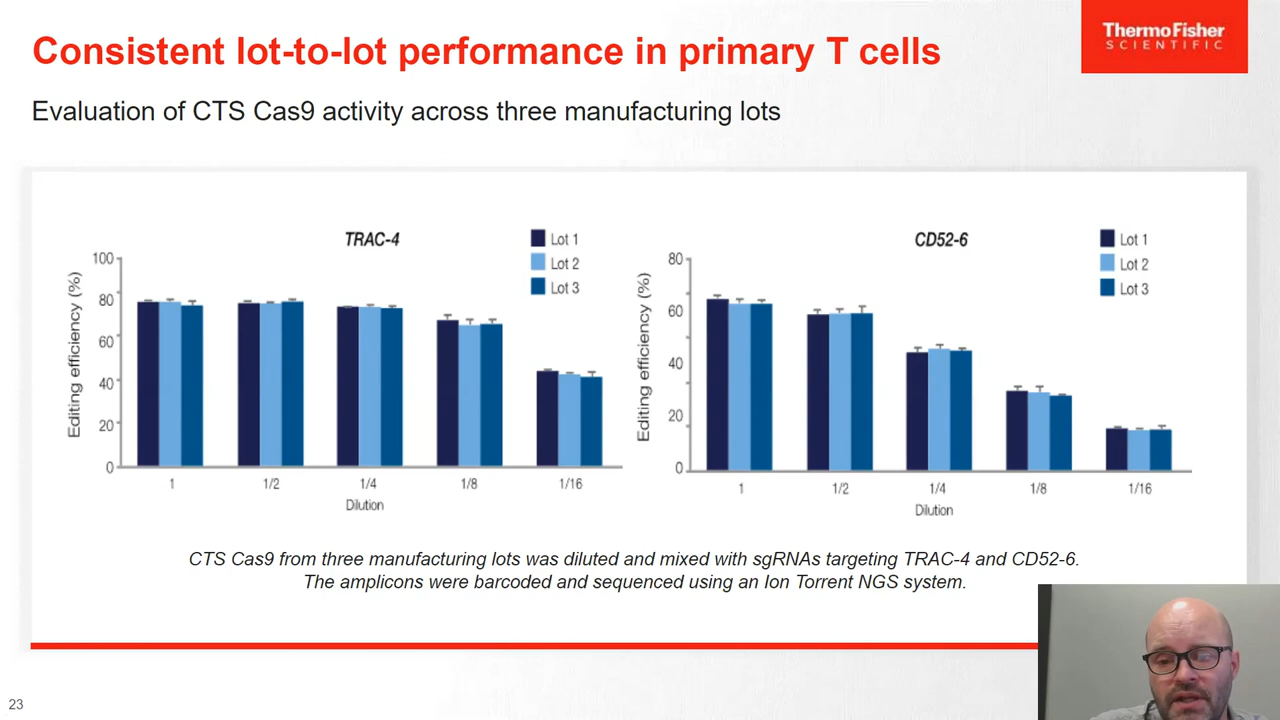 Consistent lot-to-lot performance in primary T cells
ThermoFisher
SCIENTIFIC
Evaluation of CTS Cas9 activity across three manufacturing lots
TRAC-4
Lot 1
Lot 2
Lot 3
Editing efficiency (%)
100
80
60
40
20
0
1
1/2
1/4
1/8
1/16
Dilution
CD52-6
Lot 1
Lot 2
Lot 3
Editing efficiency (%)
80
60
40
20
0
1
1/2
1/4
1/8
1/16
Dilution
CTS Cas9 from three manufacturing lots was diluted and mixed with sgRNAs targeting TRAC-4 and CD52-6.
The amplicons were barcoded and sequenced using an Ion Torrent NGS system.
23